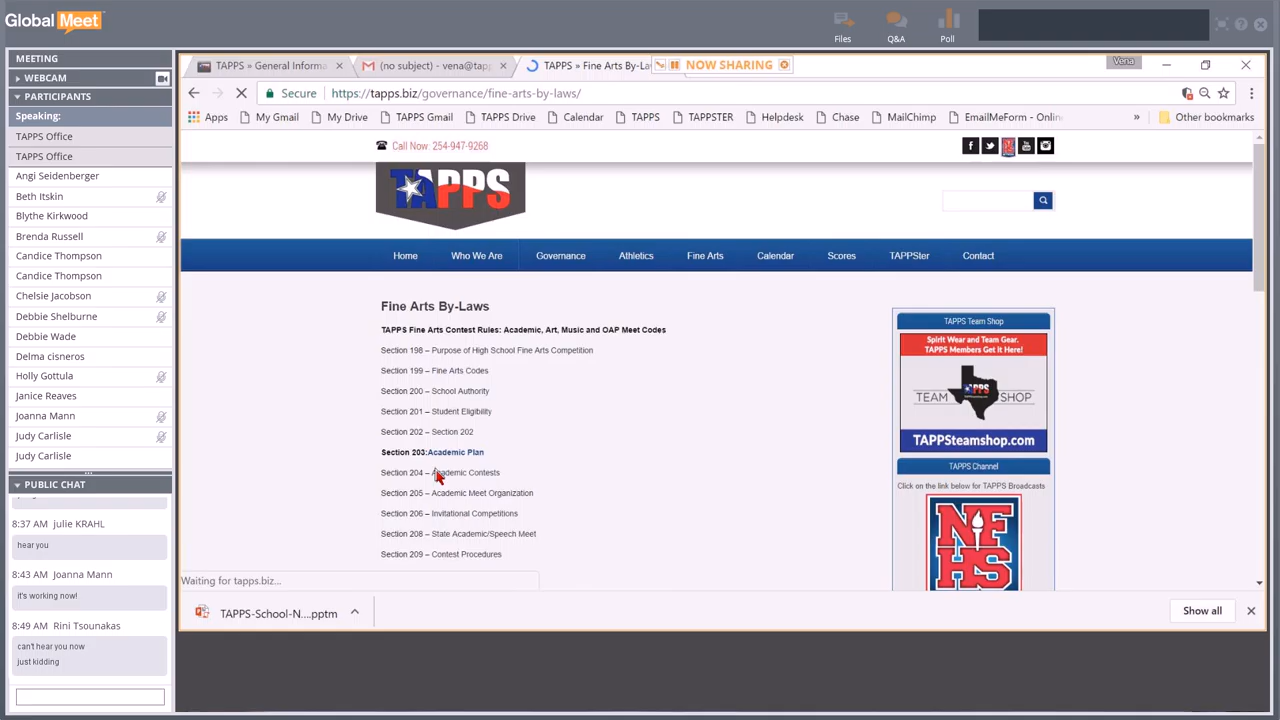 Global Meet
Files
Q&A
Poll
MEETING
WEBCAM
PARTICIPANTS
Speaking:
TAPPS Office
TAPPS Office
Angi Seidenberger
Beth Itskin
Blythe Kirkwood
Brenda Russell
Candice Thompson
Candice Thompson
Chelsie Jacobson
Debbie Shelburne
Debbie Wade
Delma cisneros
Holly Gottula
Janice Reaves
Joanna Mann
Judy Carlisle
Judy Carlisle
PUBLIC CHAT
8:37 AM julie KRAHL
hear you
8:43 AM Joanna Mann
it's working now!
8:49 AM Rini Tsounakas
can't hear you now
just kidding
TAPPS » General Informa
(no subject) - vena@tapp
TAPPS » Fine Arts By-La
NOW SHARING
Vena
Secure
https://tapps.biz/governance/fine-arts-by-laws/
Apps
My Gmail
My Drive
TAPPS Gmail
TAPPS Drive
Calendar
TAPPS
TAPPSTER
Helpdesk
Chase
MailChimp
EmailMeForm - Onlin
»
Other bookmarks
Call Now: 254-947-9268
TAPPS
Home
Who We Are
Governance
Athletics
Fine Arts
Calendar
Scores
TAPPSter
Contact
Fine Arts By-Laws
TAPPS Fine Arts Contest Rules: Academic, Art, Music and OAP Meet Codes
Section 198 – Purpose of High School Fine Arts Competition
Section 199 – Fine Arts Codes
Section 200 – School Authority
Section 201 – Student Eligibility
Section 202 – Section 202
Section 203:Academic Plan
Section 204 – Academic Contests
Section 205 – Academic Meet Organization
Section 206 – Invitational Competitions
Section 208 – State Academic/Speech Meet
Section 209 – Contest Procedures
TAPPS Team Shop
Spirit Wear and Team Gear.
TAPPS Members Get It Here!
TEAM SHOP
TAPPSteamshop.com
TAPPS Channel
Click on the link below for TAPPS Broadcasts
NF
HS
Waiting for tapps.biz...
TAPPS-School-N....pptm
Show all